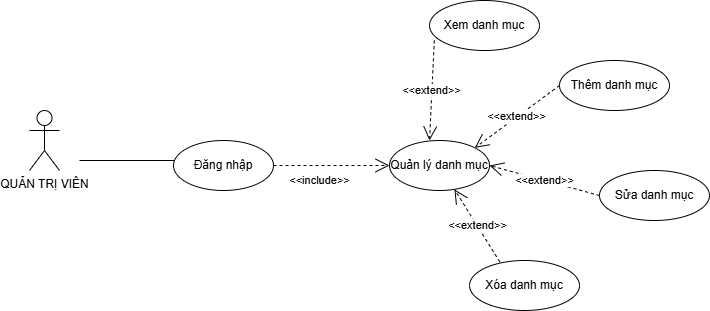 Xem danh mục
<<extend>>
Thêm danh mục
<<extend>>
QUẢN TRỊ VIÊN
Đăng nhập
<<include>>
Quản lý danh mục
<<extend>>
Sửa danh mục
<<extend>>
Xóa danh mục